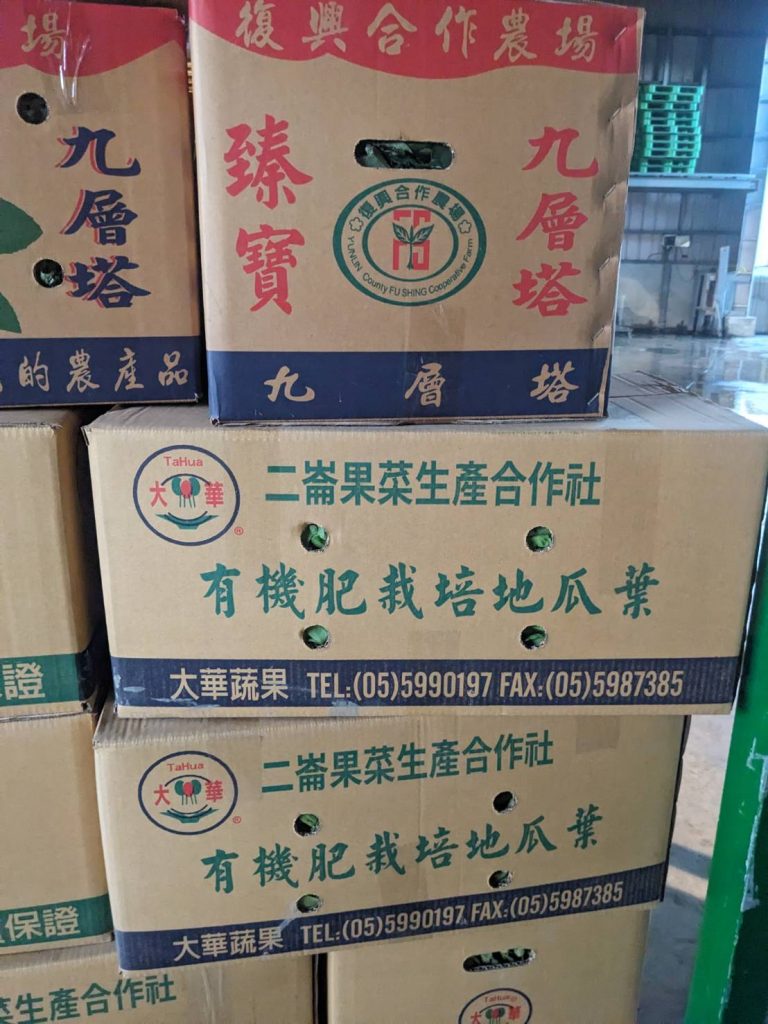 場
九層塔
的農產品
復興合作農場
臻寶
九層塔
復興合作農場
YUNLIN County FU SHING Cooperative Farm
九層塔
TaHua
大華
®
二崙果菜生產合作社
有機肥栽培地瓜葉
大華蔬果 TEL:(05)5990197 FAX:(05)5987385
證
TaHua
大華
®
二崙果菜生產合作社
有機肥栽培地瓜葉
大華蔬果 TEL:(05)5990197 FAX:(05)5987385
保證
菜生產合作社
TaHua
大華